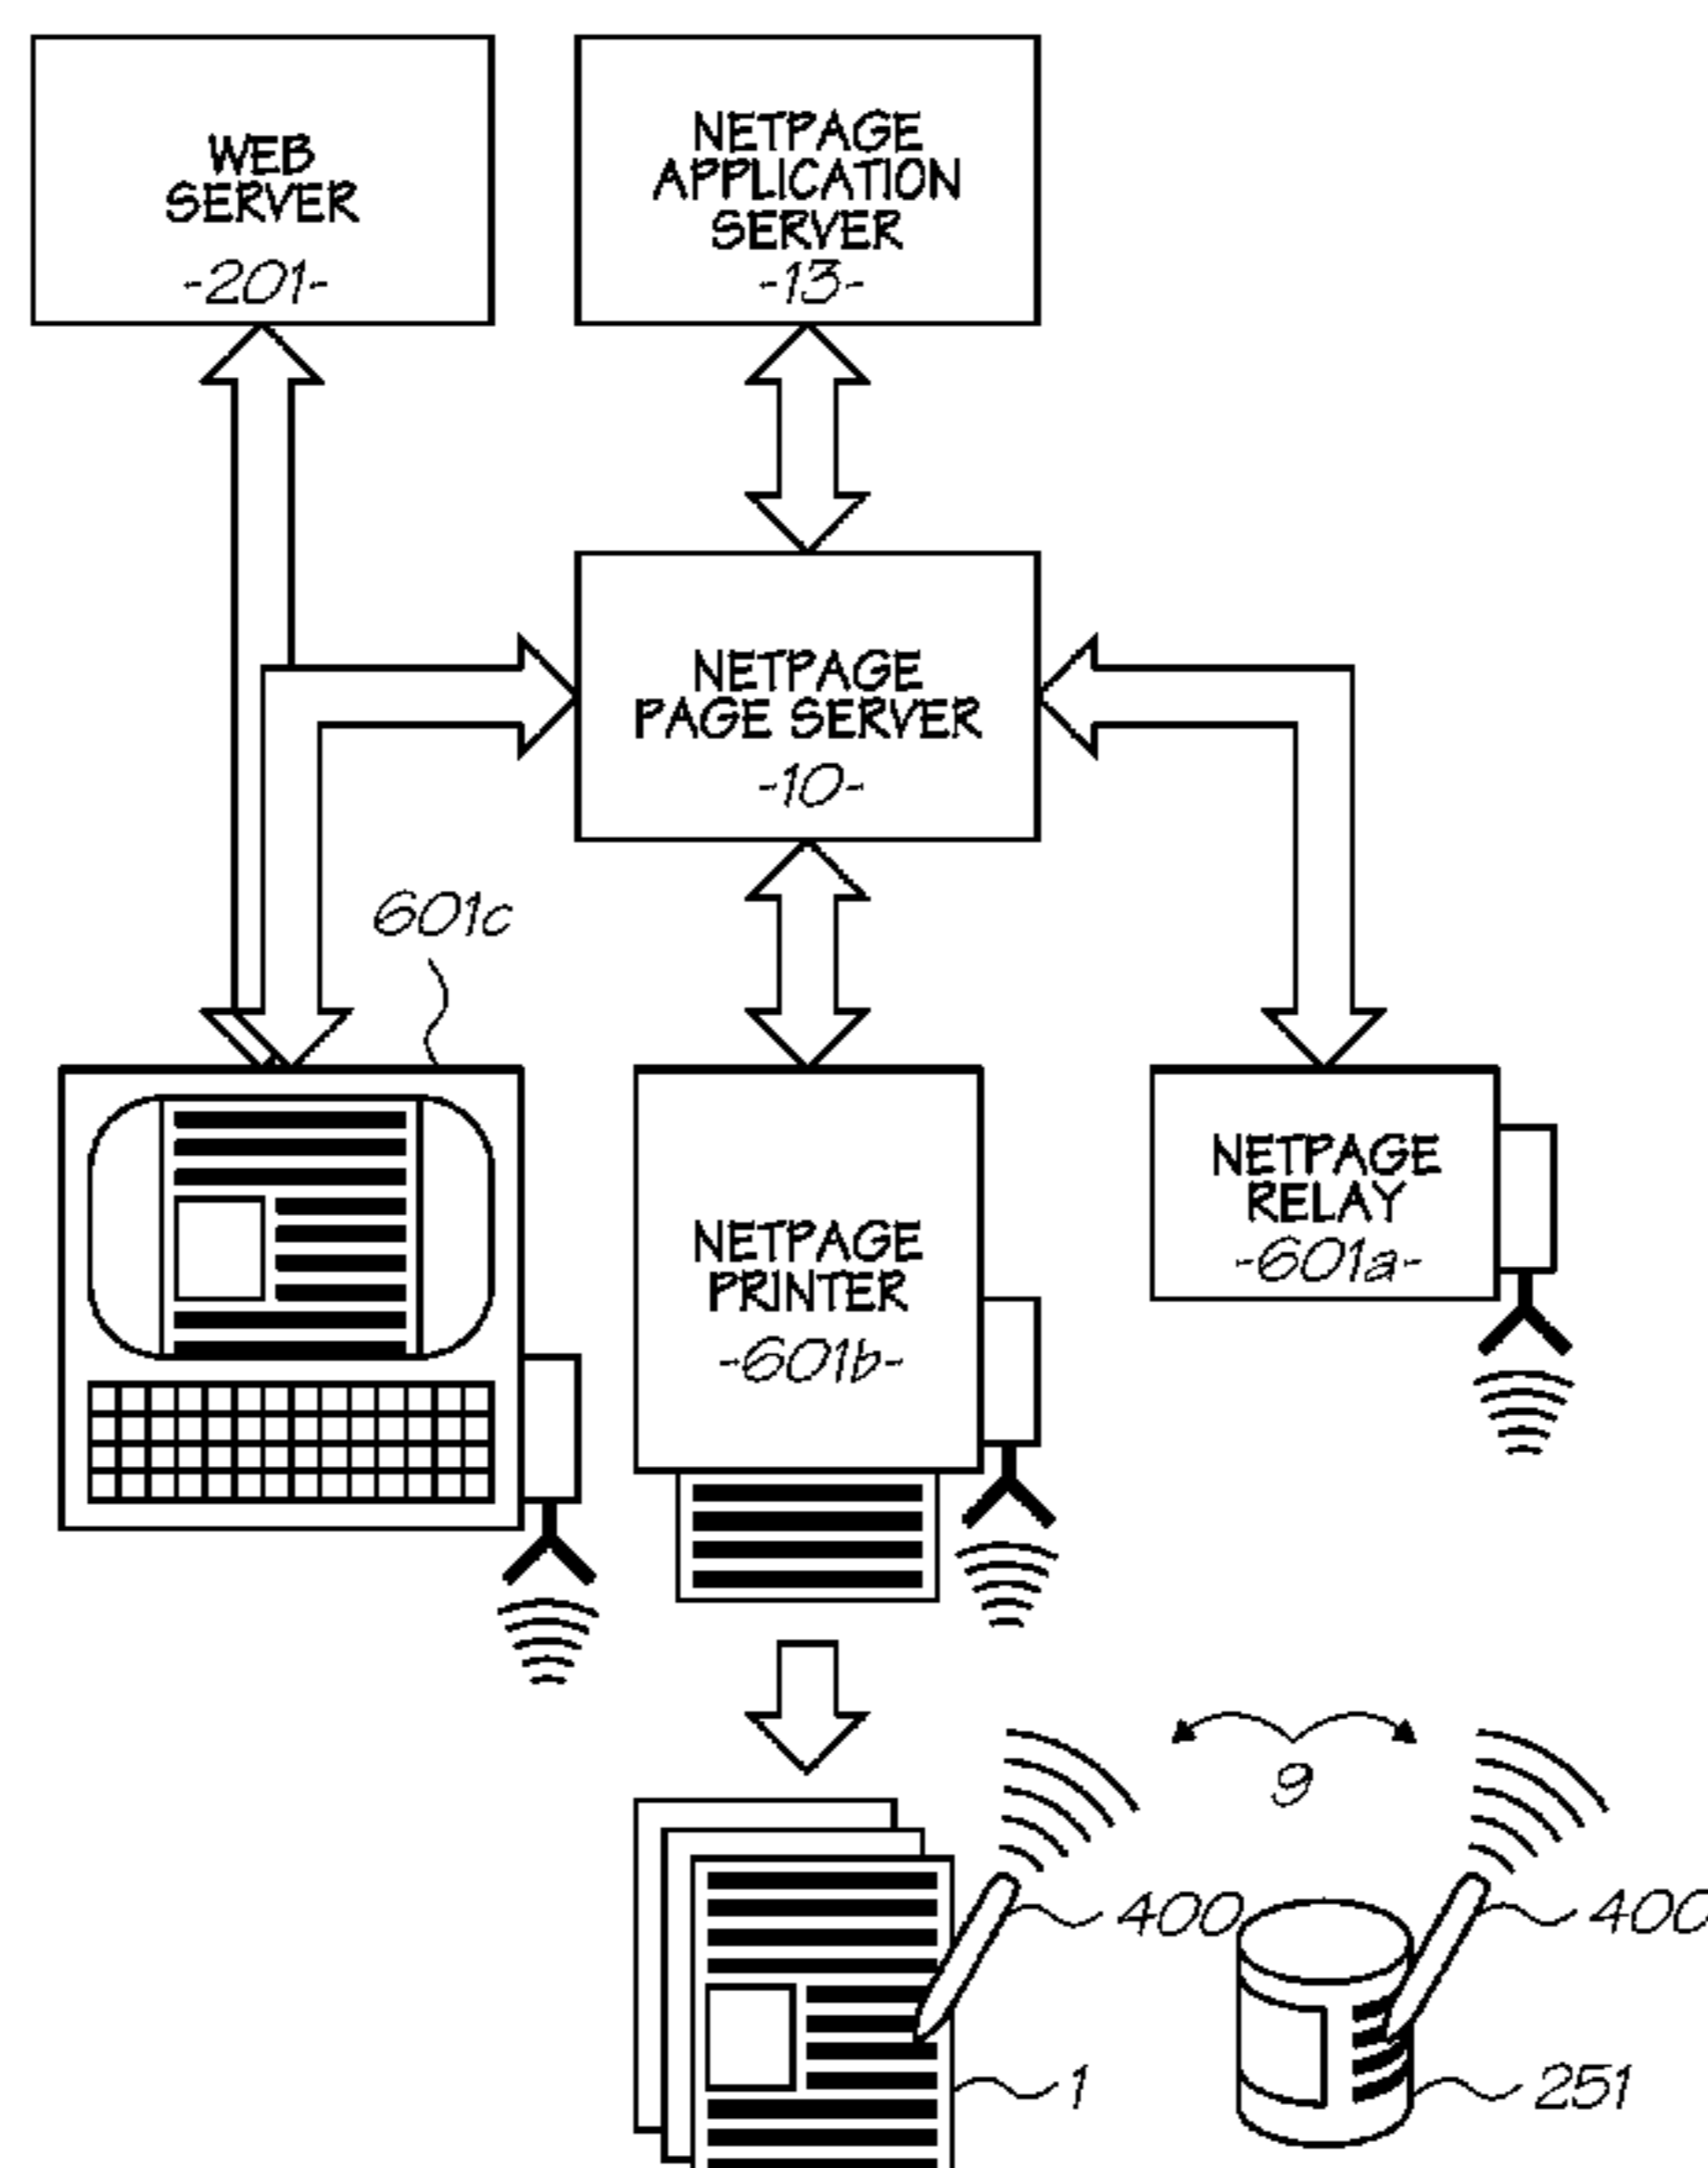 WEB
SERVER
-201-
NETPAGE
APPLICATION
SERVER
-13-
NETPAGE
PAGE SERVER
-10-
601c
NETPAGE
PRINTER
-601b-
NETPAGE
RELAY
-601a-
9
400
400
1
251